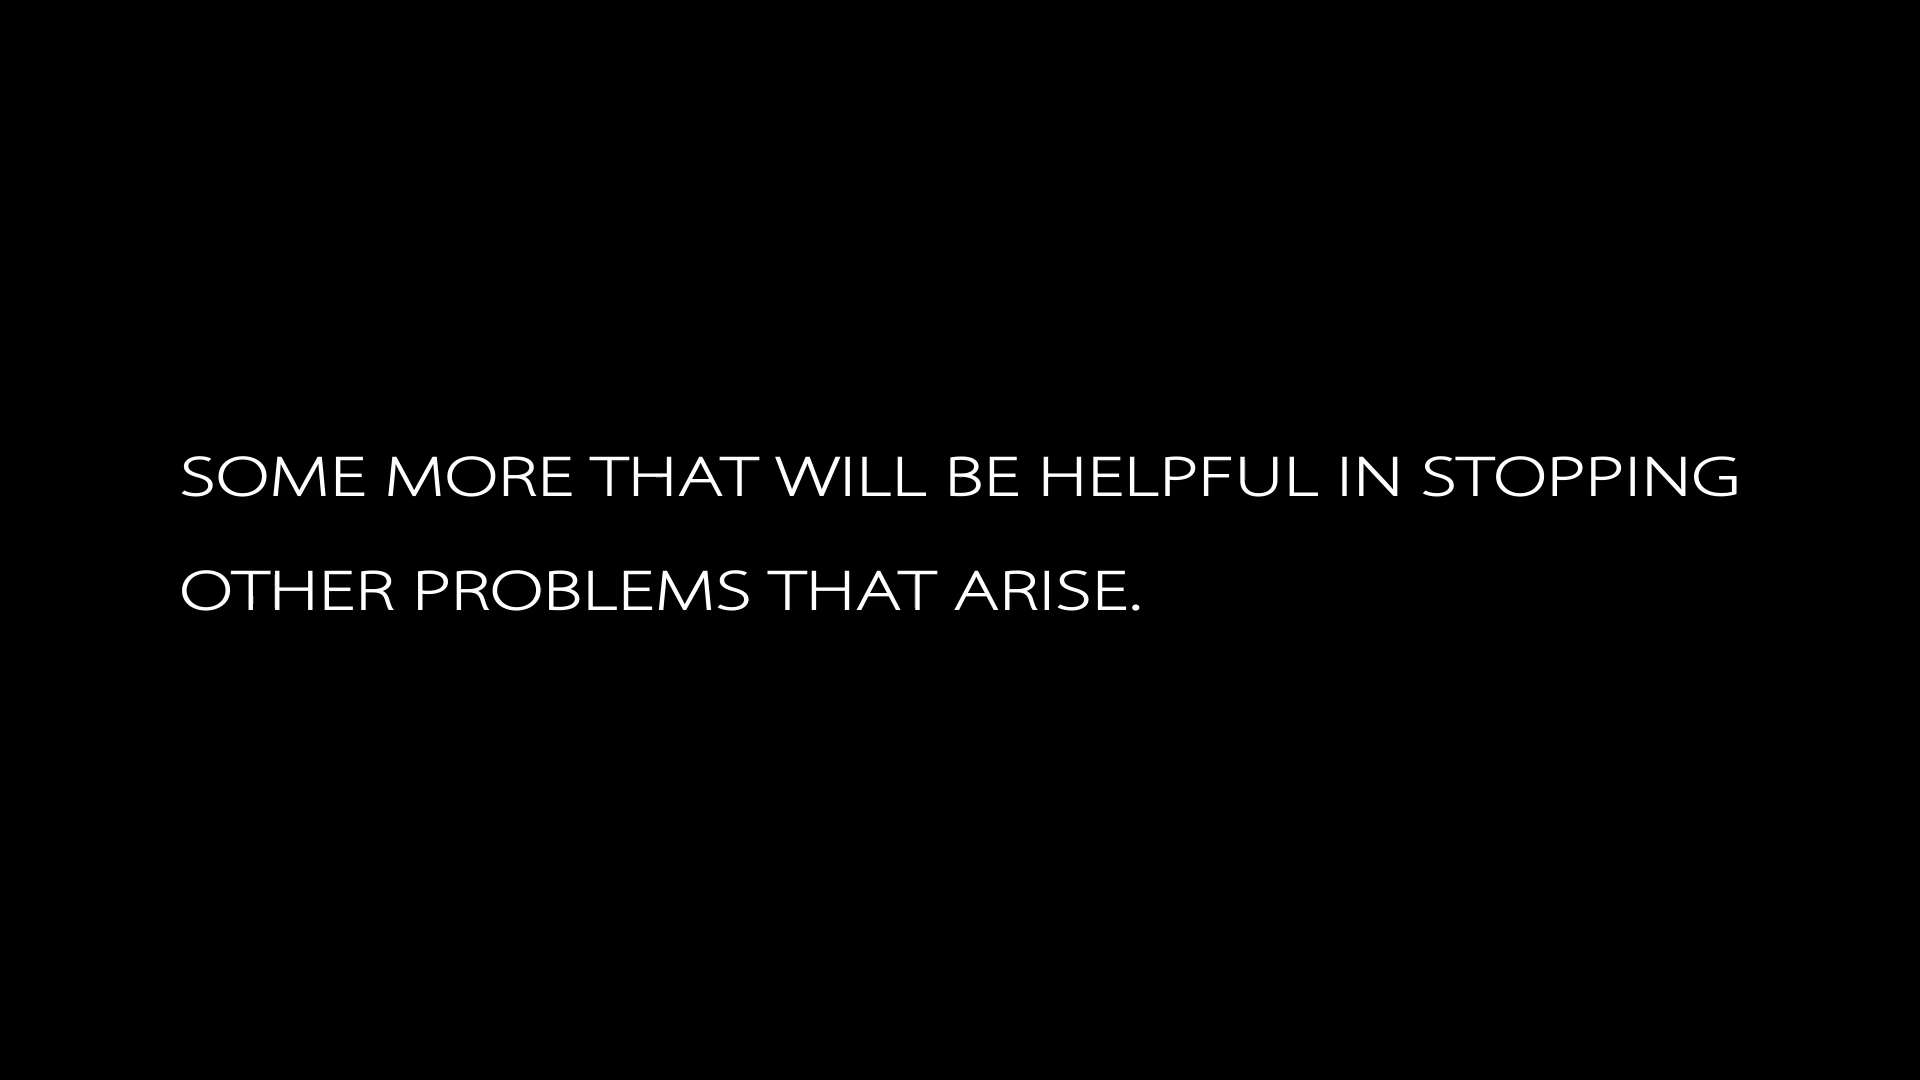 SOME MORE THAT WILL BE HELPFUL IN STOPPING
OTHER PROBLEMS THAT ARISE.